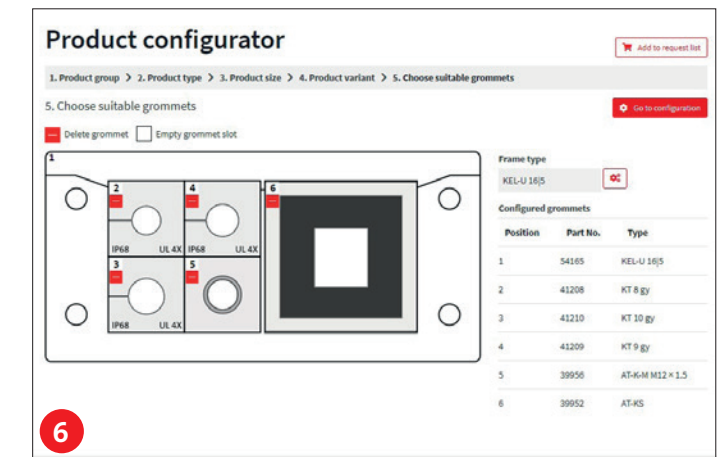 Product configurator
Add to request list
1. Product group > 2. Product type > 3. Product size > 4. Product variant > 5. Choose suitable grommets
5. Choose suitable grommets
Go to configuration
Delete grommet Empty grommet slot
1
2
4
6
IP68 UL 4X IP68 UL 4X
3
5
IP68 UL 4X
Frame type
KEL-U 16|5
Configured grommets
Position Part No. Type
1 54165 KEL-U 16|5
2 41208 KT 8 gy
3 41210 KT 10 gy
4 41209 KT 9 gy
5 39956 AT-K-M M12 × 1.5
6 39952 AT-KS
6